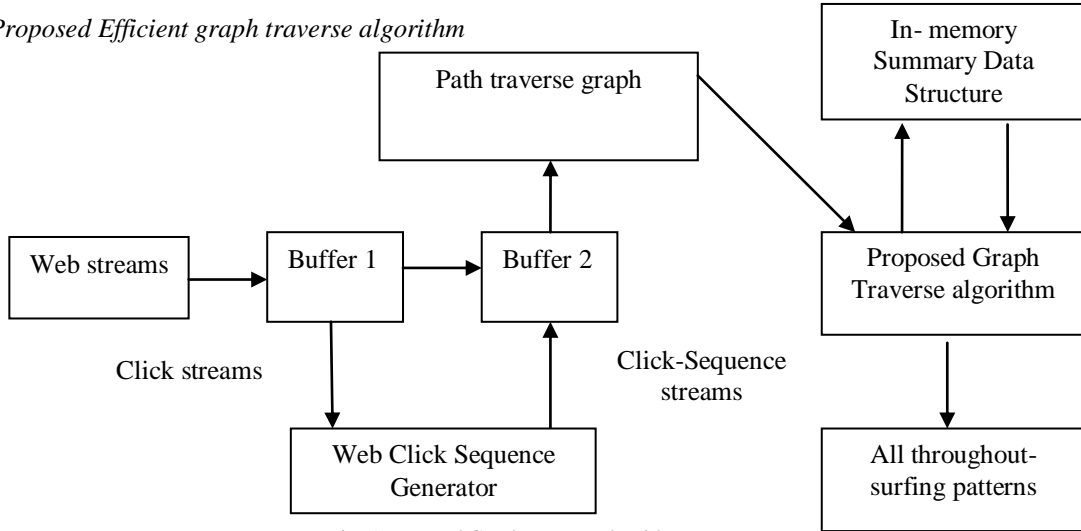 Proposed Efficient graph traverse algorithm
In- memory
Summary Data
Structure
Path traverse graph
Web streams
Buffer 1
Buffer 2
Proposed Graph
Traverse algorithm
Click streams
Click-Sequence
streams
Web Click Sequence
Generator
All throughout-
surfing patterns